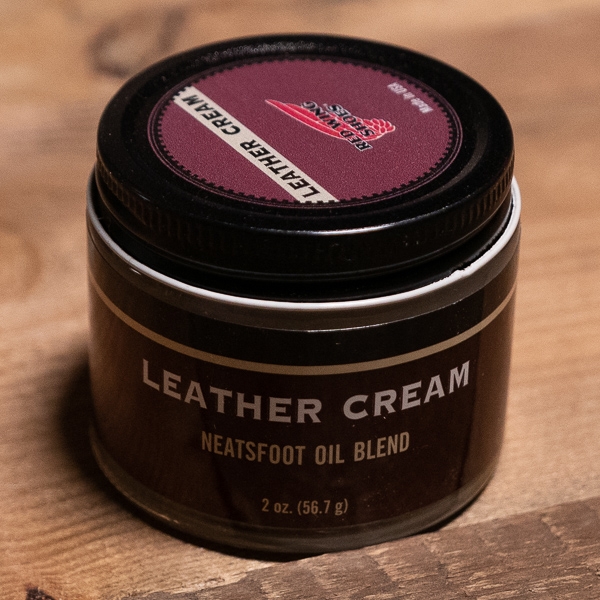 Made in USA
RED WING
SHOES
LEATHER CREAM
LEATHER CREAM
NEATSFOOT OIL BLEND
2 oz. (56.7 g)